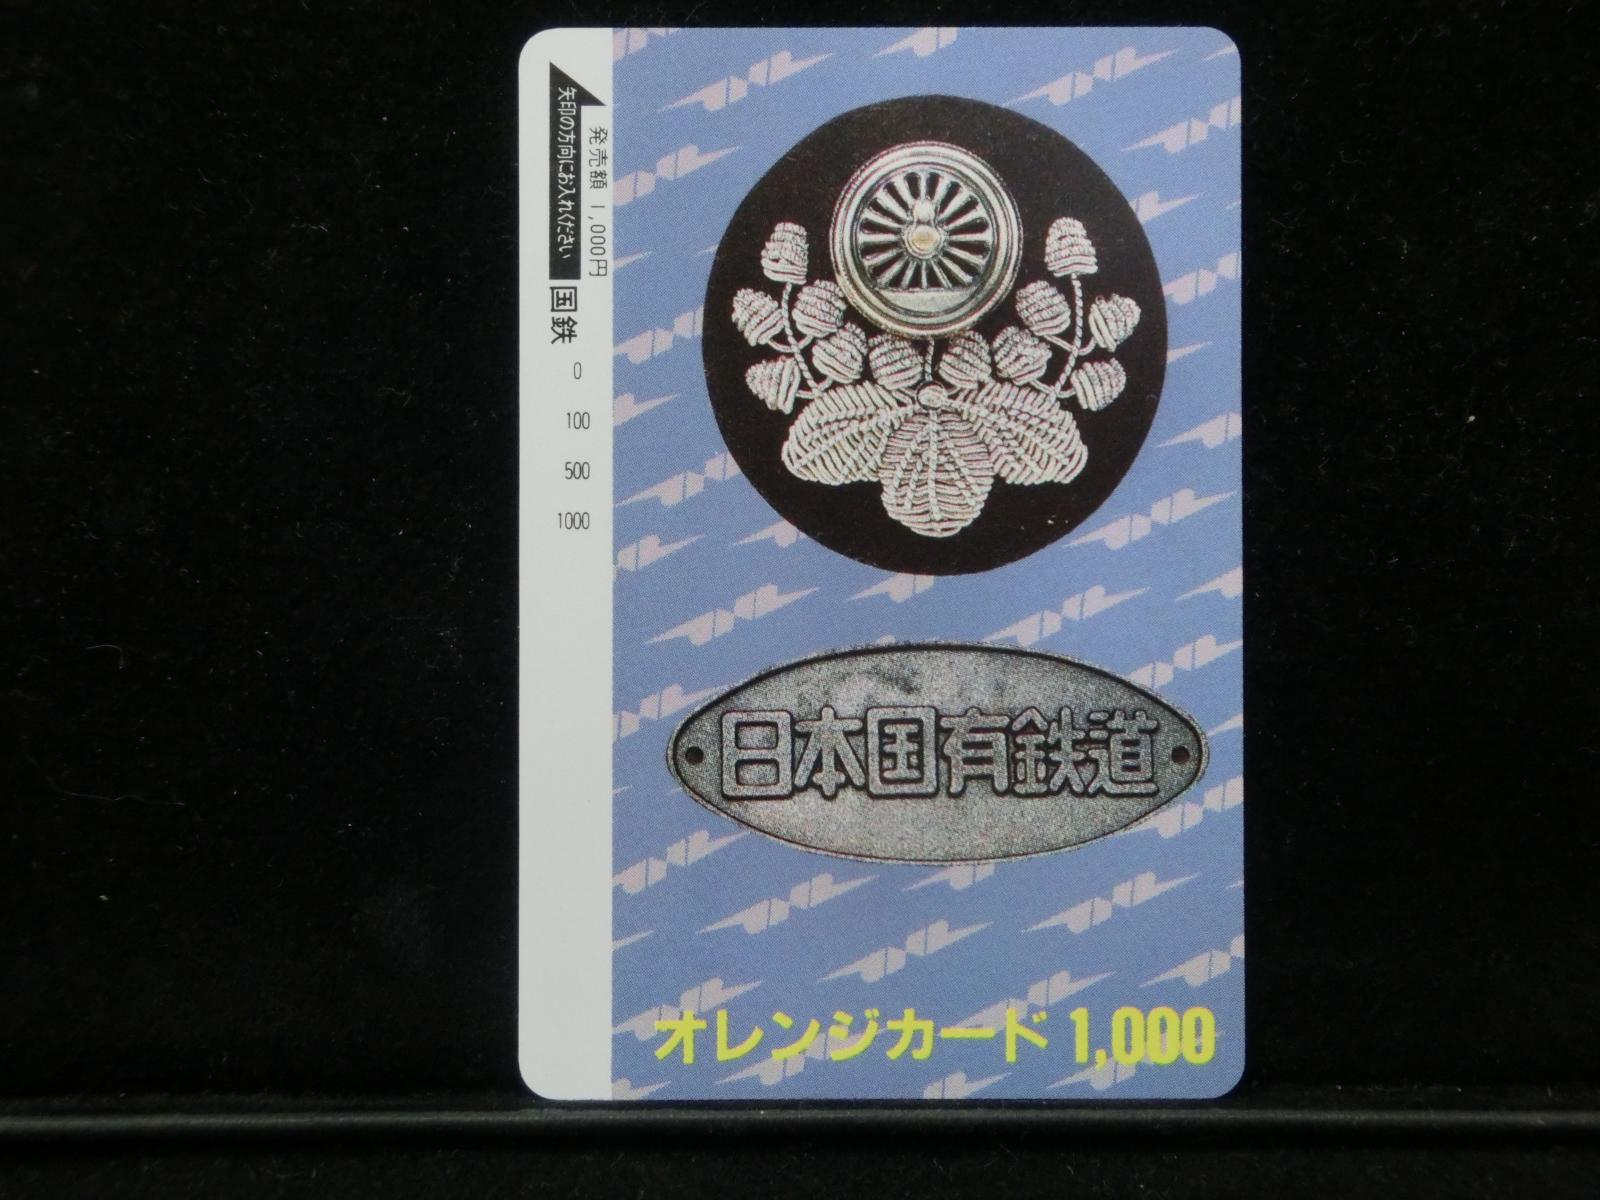 矢印の方向にお入れください
発売額 1,000円
国鉄
0
100
500
1000
日本国有鉄道
オレンジカード 1,000